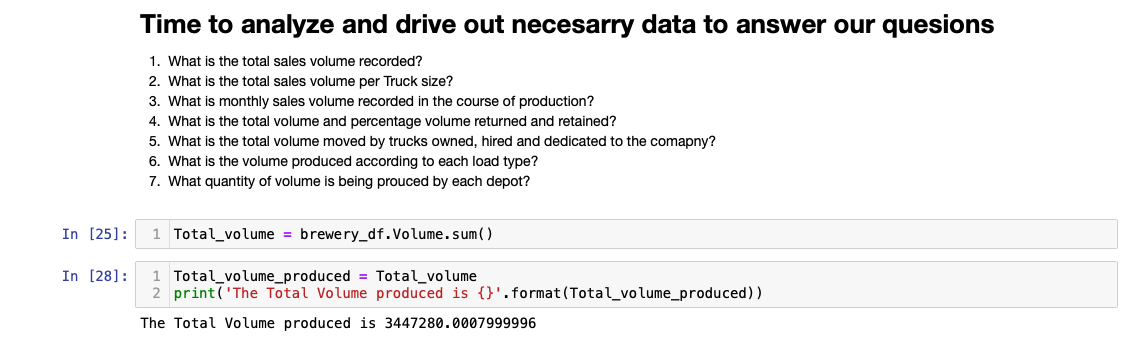 Time to analyze and drive out necesarry data to answer our quesions
1. What is the total sales volume recorded?
2. What is the total sales volume per Truck size?
3. What is monthly sales volume recorded in the course of production?
4. What is the total volume and percentage volume returned and retained?
5. What is the total volume moved by trucks owned, hired and dedicated to the comapny?
6. What is the volume produced according to each load type?
7. What quantity of volume is being prouced by each depot?
In [25]: 1 Total_volume = brewery_df.Volume.sum()
In [28]: 1 Total_volume_produced = Total_volume
2 print('The Total Volume produced is {}'.format(Total_volume_produced))
The Total Volume produced is 3447280.0007999996